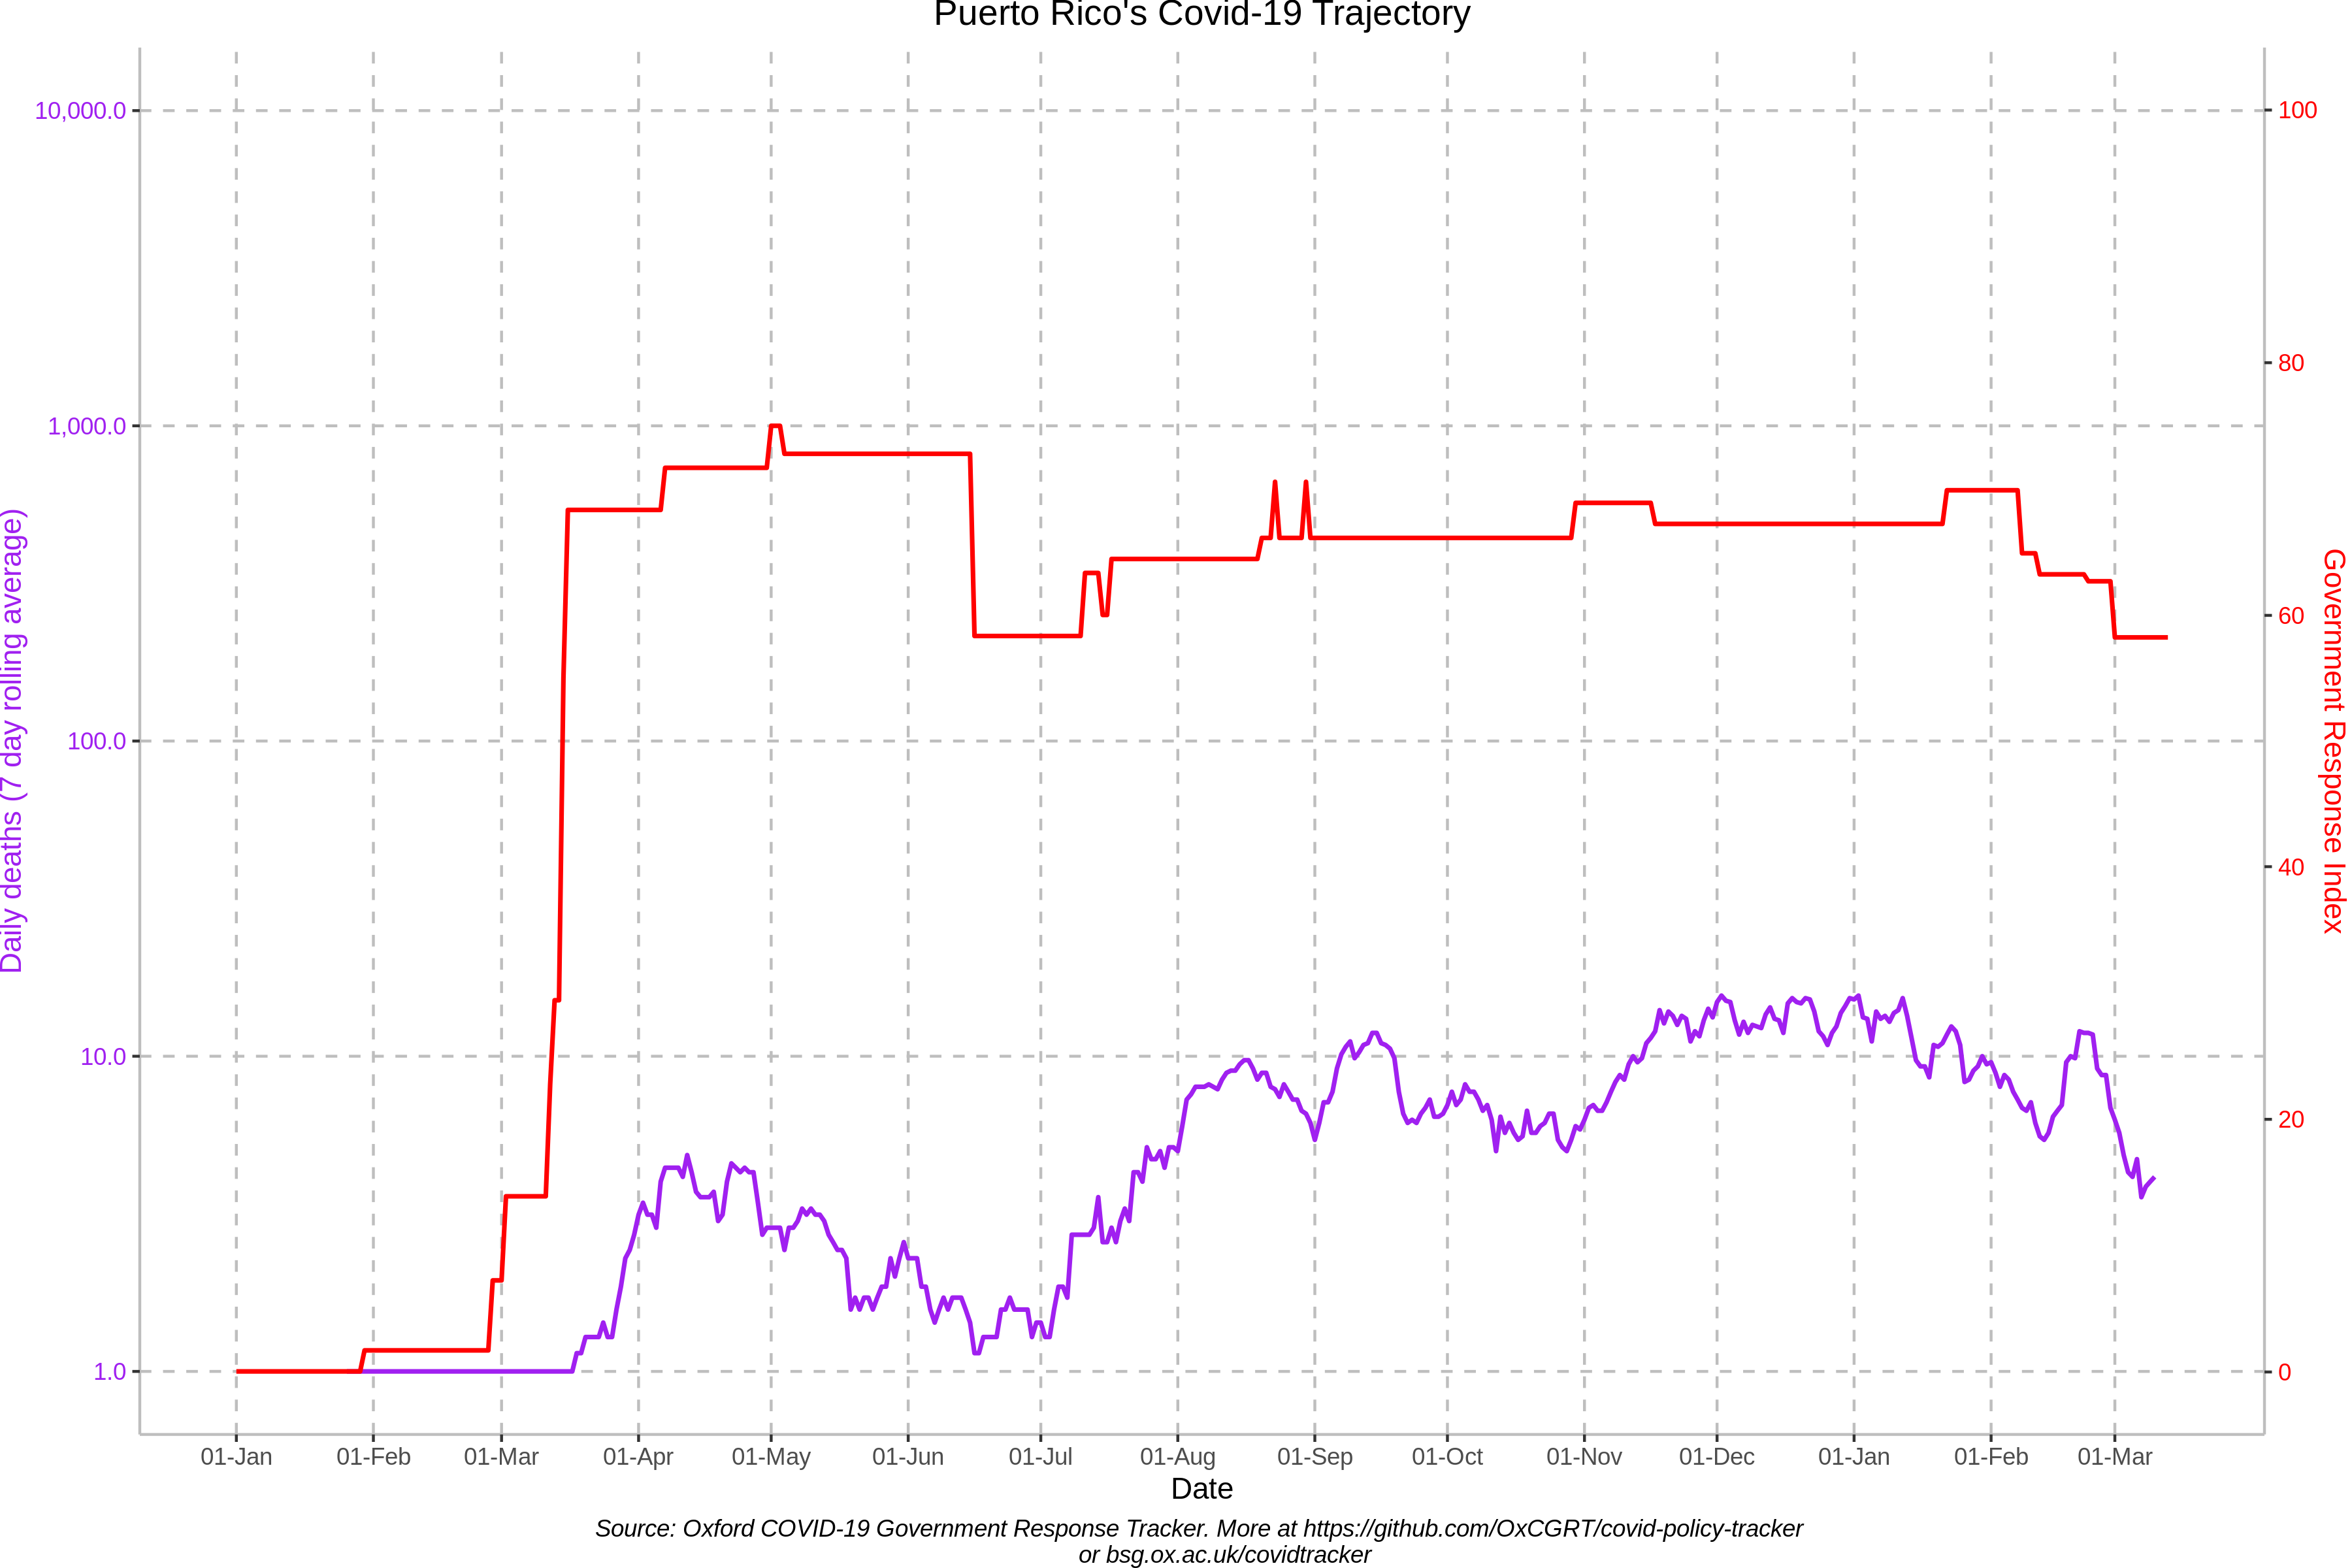 Puerto Rico's Covid-19 Trajectory
10,000.0
1,000.0
100.0
10.0
1.0
Daily deaths (7 day rolling average)
100
80
60
40
20
0
Government Response Index
01-Jan
01-Feb
01-Mar
01-Apr
01-May
01-Jun
01-Jul
01-Aug
01-Sep
01-Oct
01-Nov
01-Dec
01-Jan
01-Feb
01-Mar
Date
Source: Oxford COVID-19 Government Response Tracker. More at https://github.com/OxCGRT/covid-policy-tracker
or bsg.ox.ac.uk/covidtracker